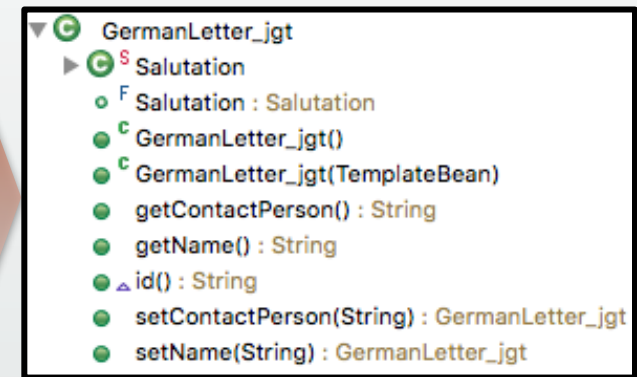 C GermanLetter_jgt
C S Salutation
F Salutation : Salutation
C GermanLetter_jgt()
C GermanLetter_jgt(TemplateBean)
getContactPerson() : String
getName() : String
id() : String
setContactPerson(String) : GermanLetter_jgt
setName(String) : GermanLetter_jgt